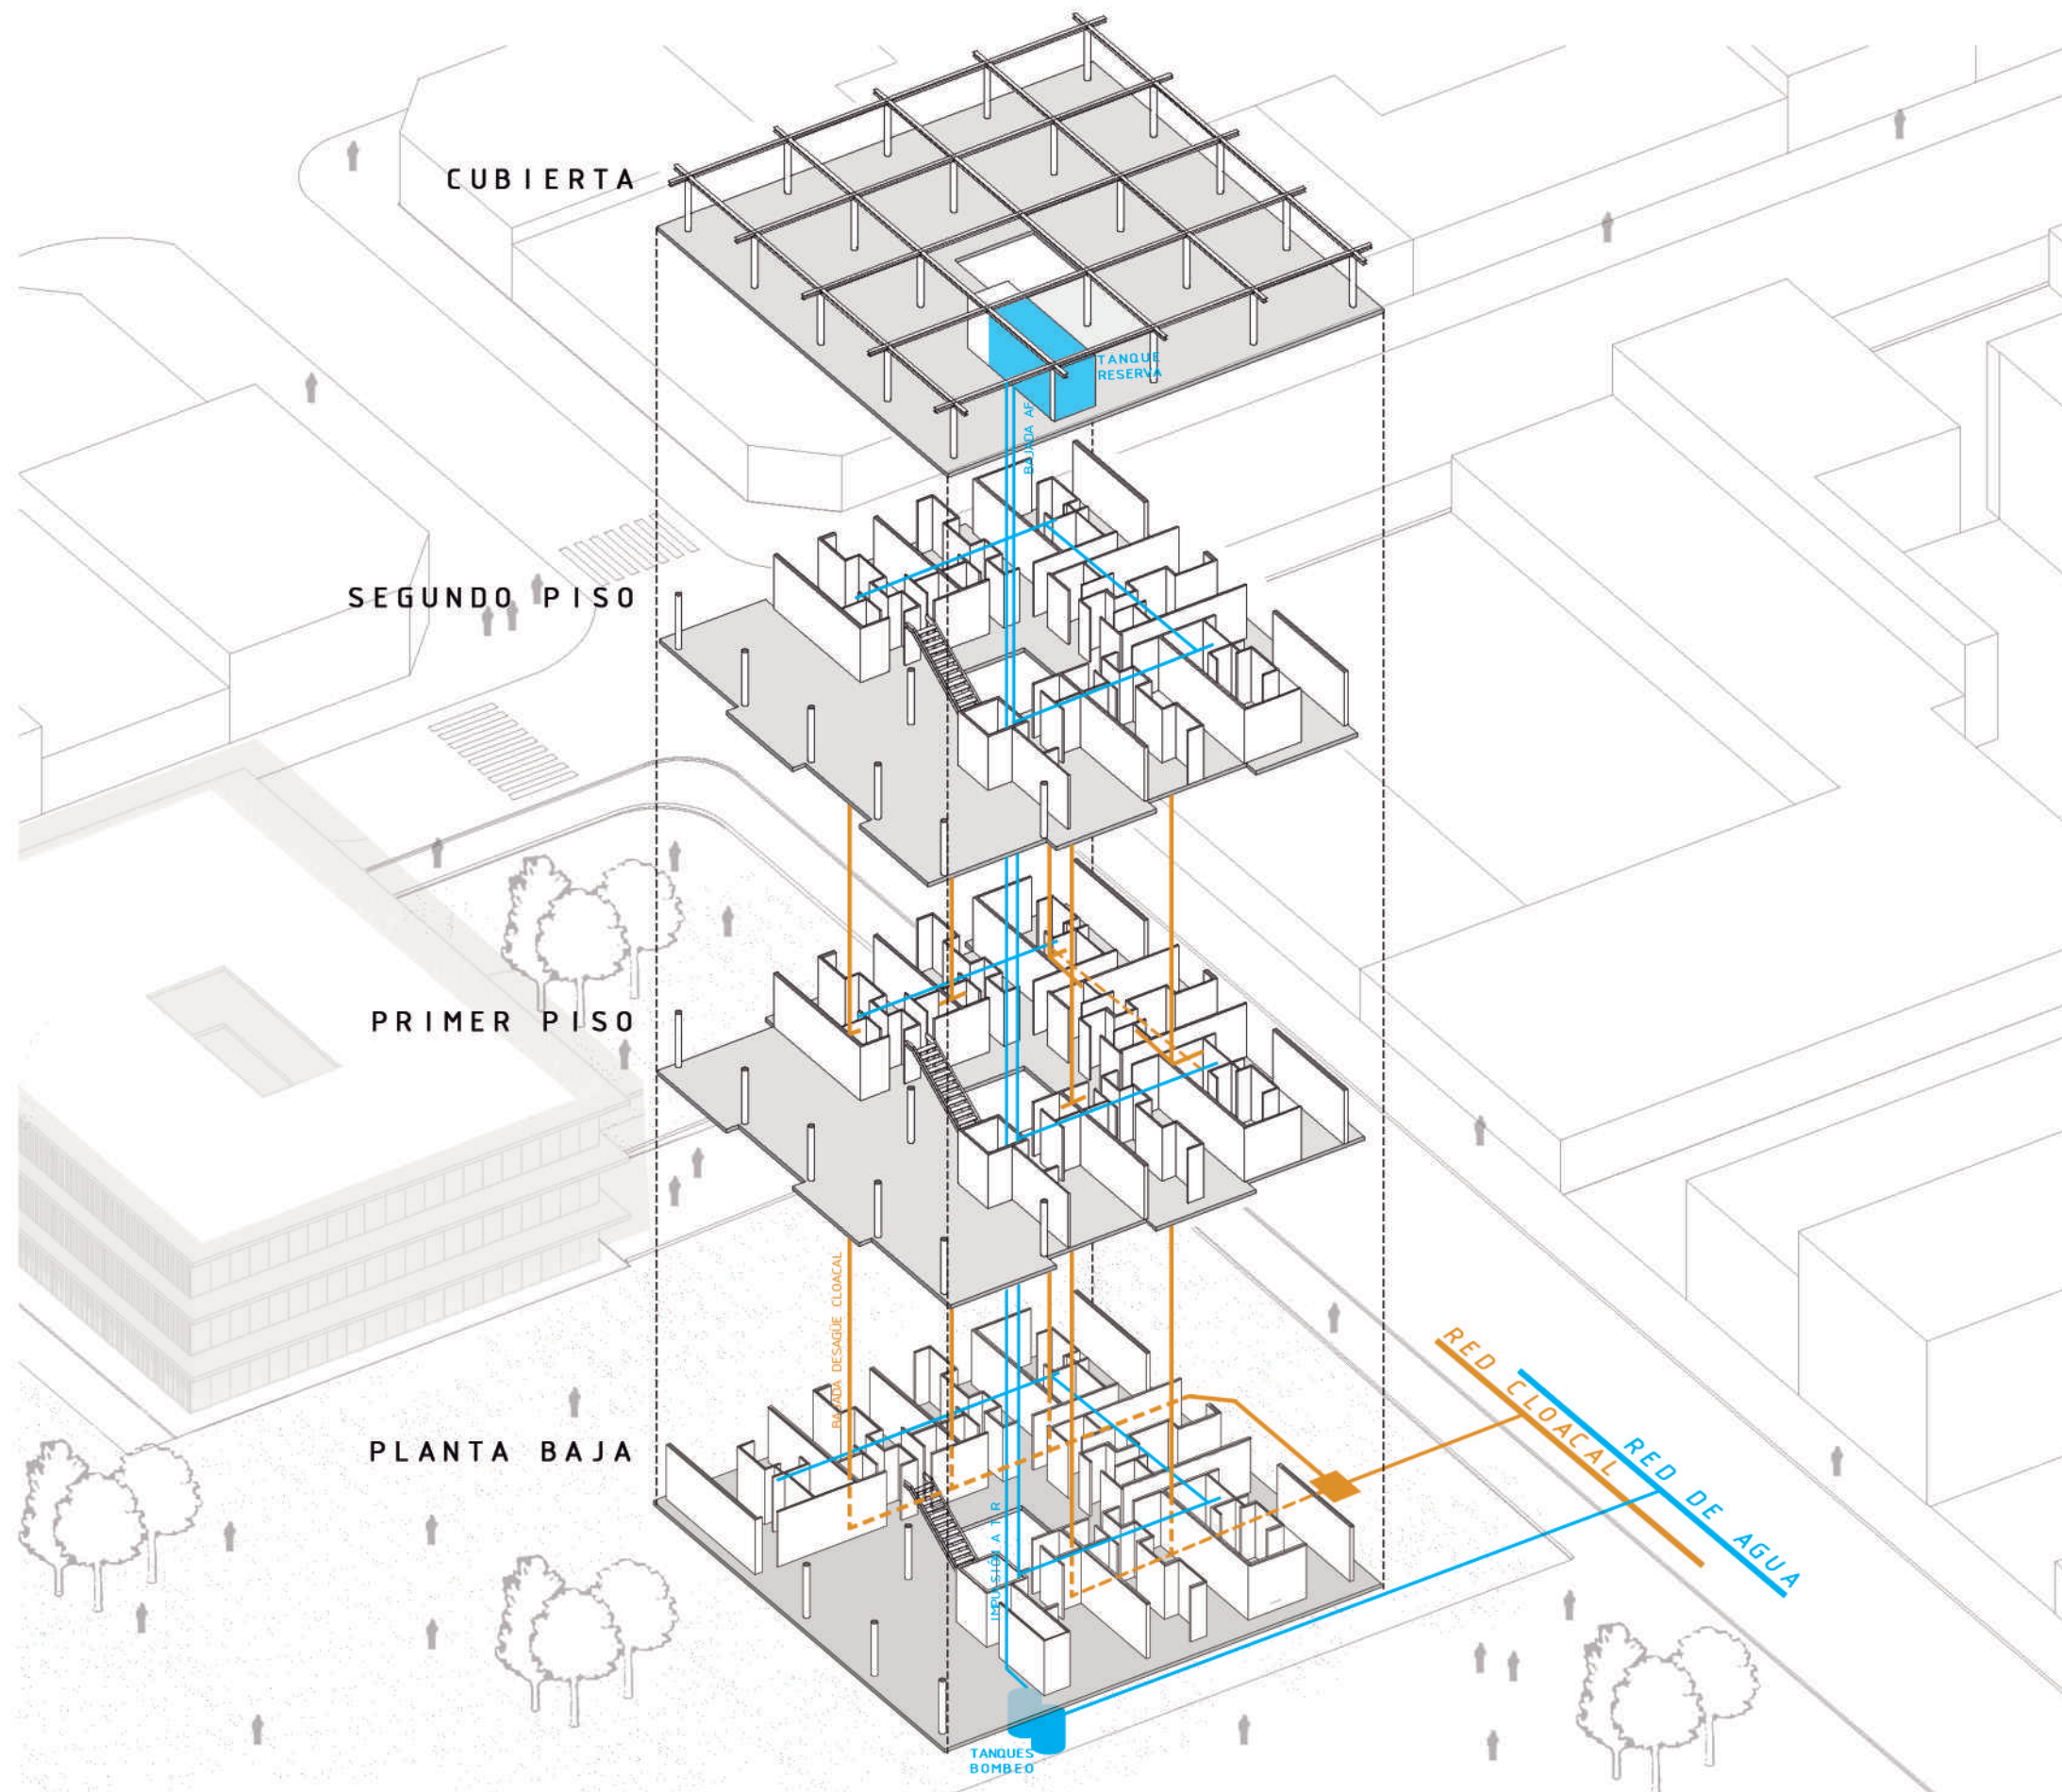 CUBIERTA
TANQUE
RESERVA
BAJADA AF
SEGUNDO PISO
PRIMER PISO
BAJADA DESAGÜE CLOACAL
RED CLOACAL
RED DE AGUA
PLANTA BAJA
IMPULSIÓN A T R
TANQUES
BOMBEO